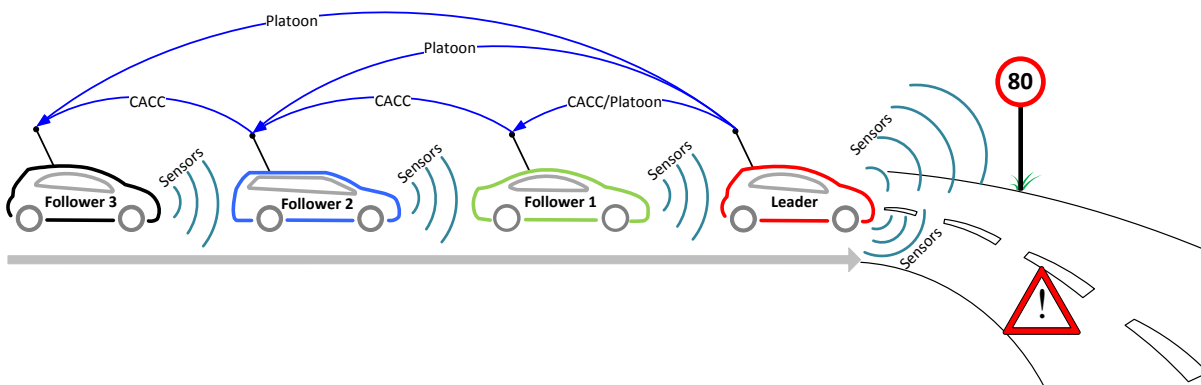 Platoon
Platoon
CACC
CACC
CACC/Platoon
Sensors
80
Sensors
Sensors
Sensors
Follower 3
Follower 2
Follower 1
Leader
Sensors
!